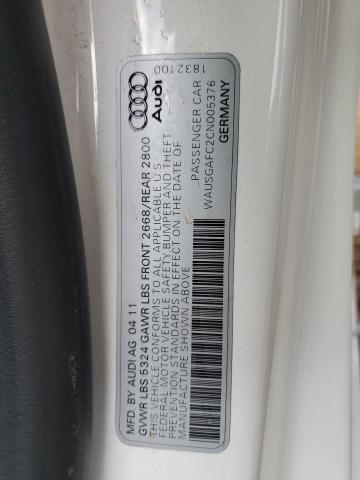 MFD. BY AUDI AG 04 11
GVWR LBS 5324 GAWR LBS FRONT 2668/REAR 2800
THIS VEHICLE CONFORMS TO ALL APPLICABLE U.S
FEDERAL MOTOR VEHICLE SAFETY BUMPER AND THEFT
PREVENTION STANDARDS IN EFFECT ON THE DATE OF
MANUFACTURE SHOWN ABOVE
PASSENGER CAR
WAUSGAFC2CN005376
GERMANY
Audi
1832100